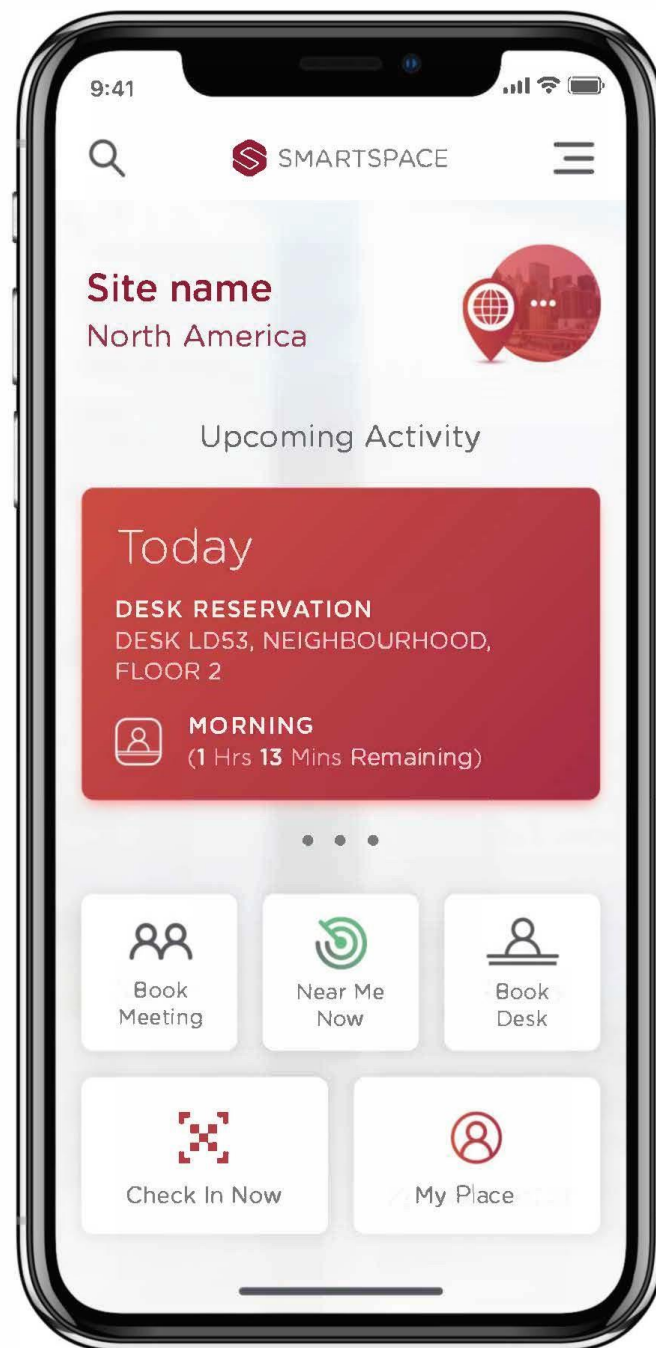 9:41
SMARTSPACE
Site name
North America
Upcoming Activity
Today
DESK RESERVATION
DESK LD53, NEIGHBOURHOOD,
FLOOR 2
MORNING
(1 Hrs 13 Mins Remaining)
Book
Meeting
Near Me
Now
Book
Desk
Check In Now
My Place